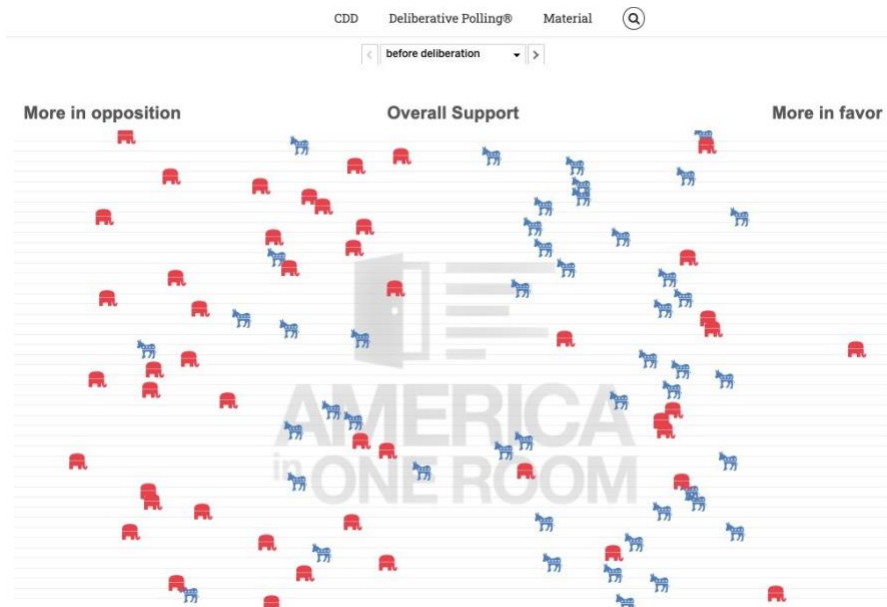 CDD Deliberative Polling® Material
before deliberation
More in opposition Overall Support More in favor
AMERICA
in ONE ROOM